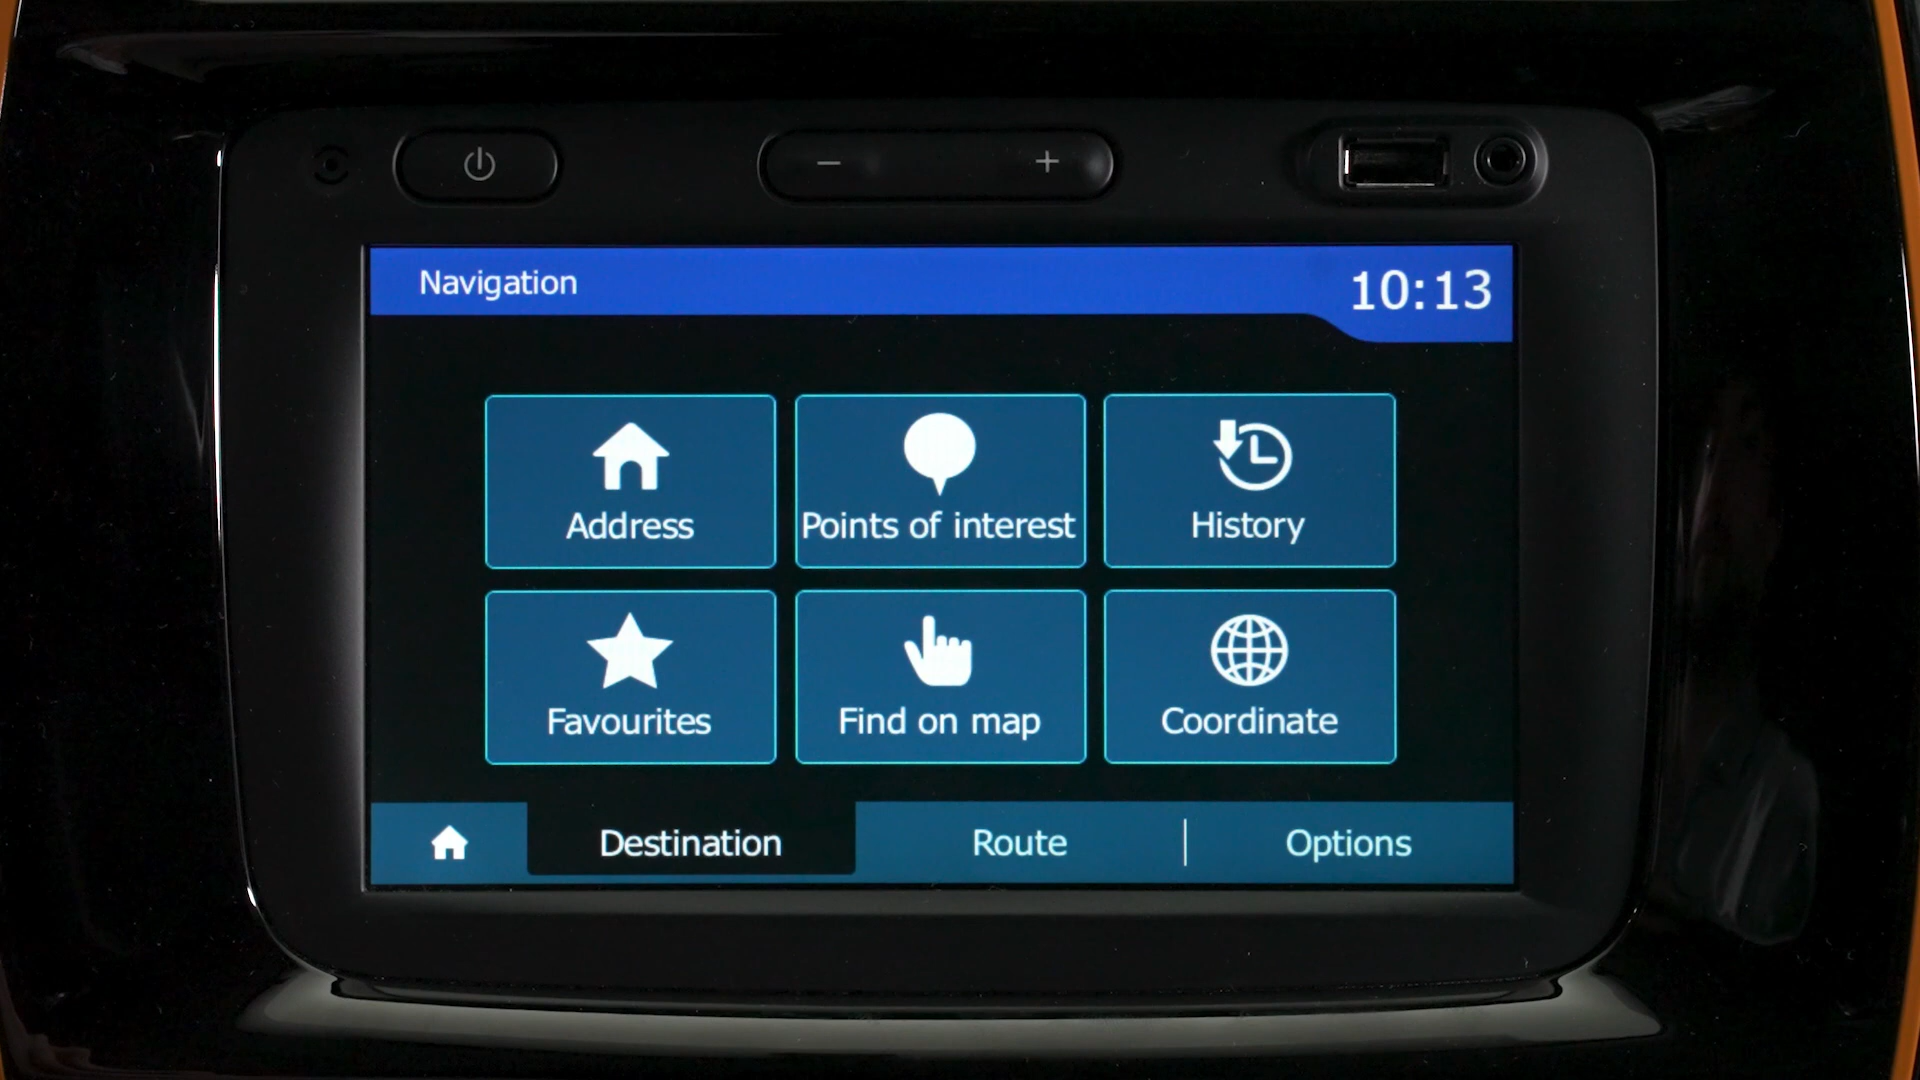 Navigation
10:13
Address
Points of interest
History
Favourites
Find on map
Coordinate
Destination
Route
Options